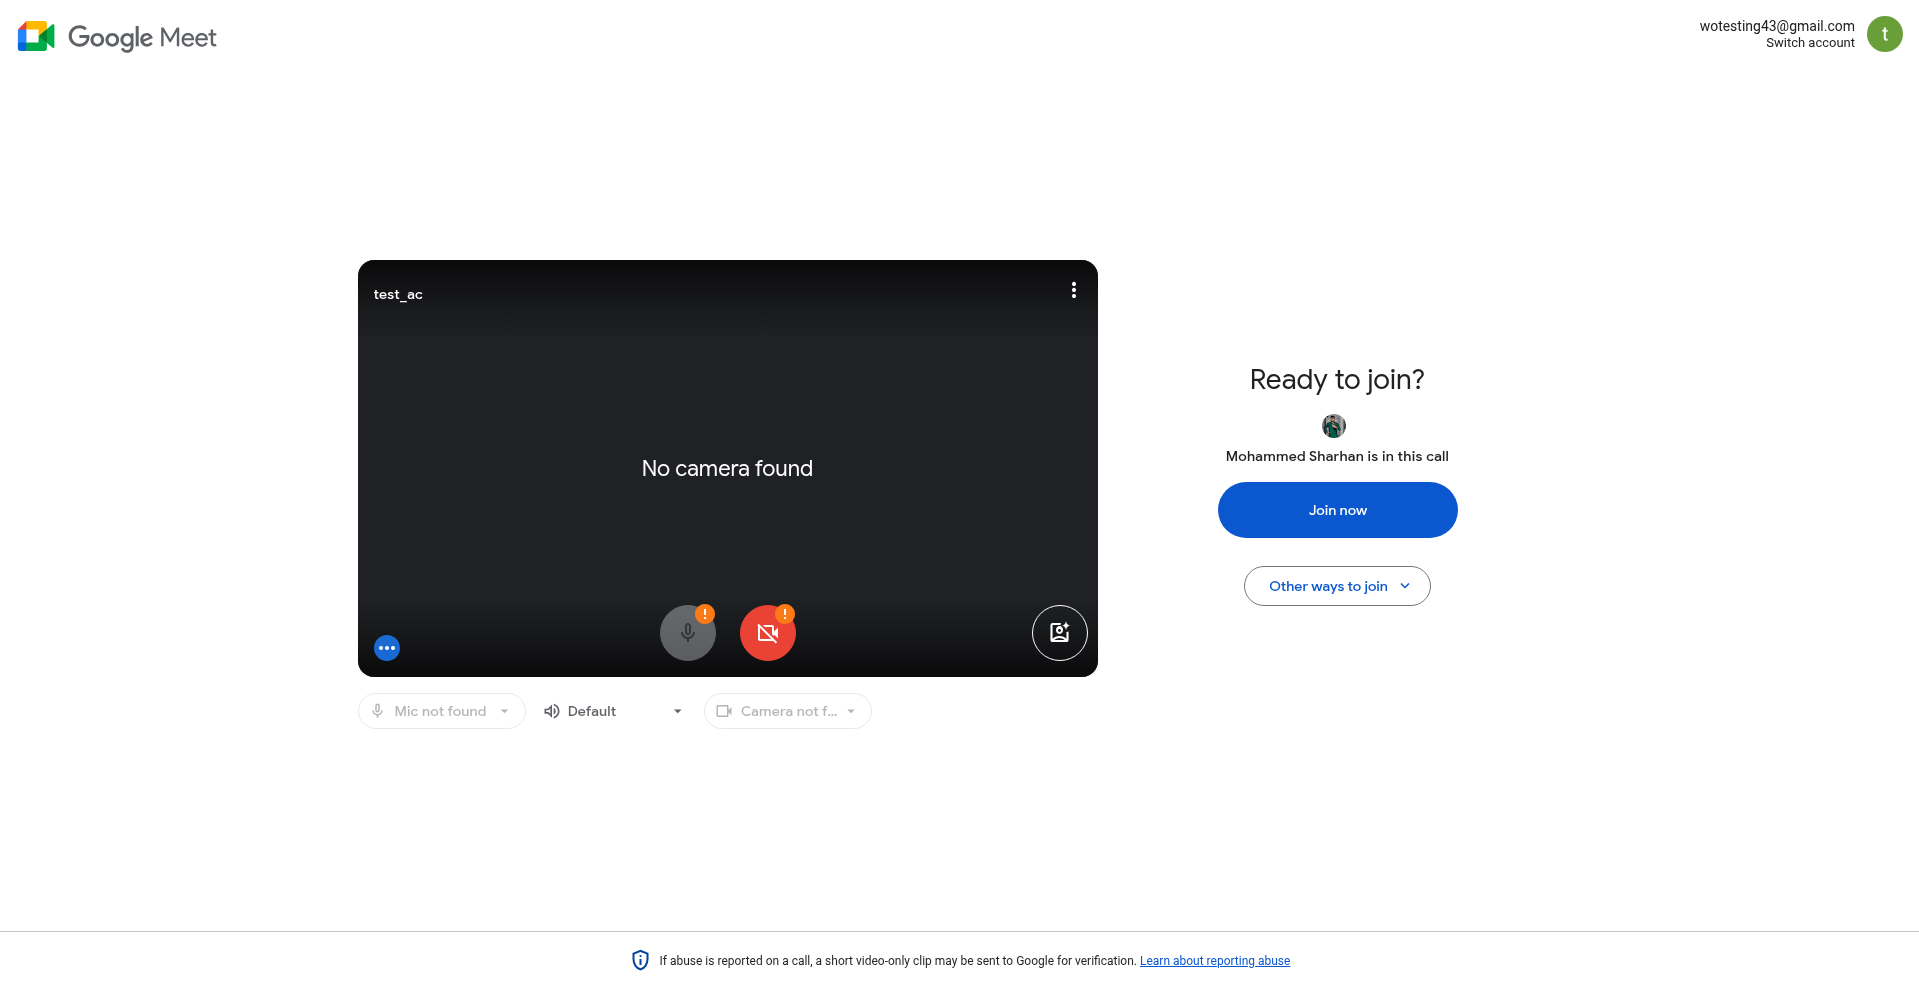 Google Meet
wotesting43@gmail.com
Switch account
t
test_ac
No camera found
Mic not found
Default
Camera not f...
Ready to join?
Mohammed Sharhan is in this call
Join now
Other ways to join
If abuse is reported on a call, a short video-only clip may be sent to Google for verification. Learn about reporting abuse